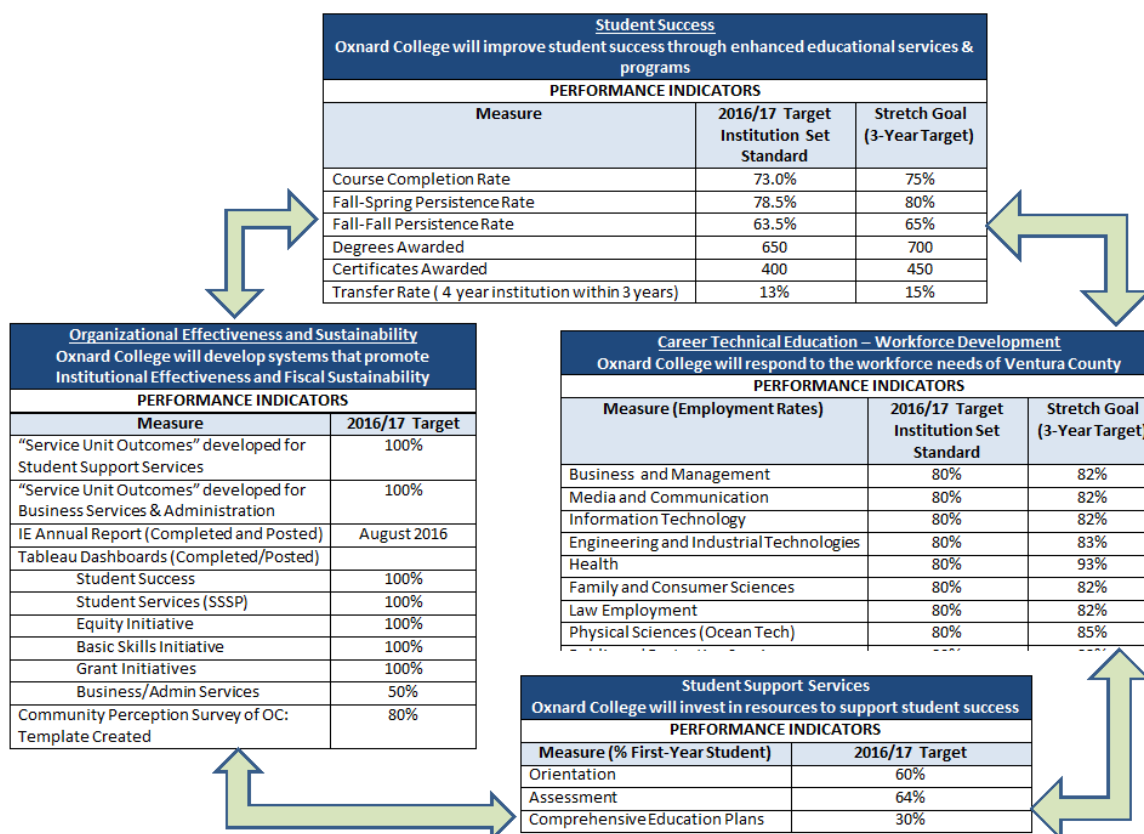 Student Success
Oxnard College will improve student success through enhanced educational services &
programs
PERFORMANCE INDICATORS
Measure 2016/17 Target Stretch Goal
Institution Set (3-Year Target)
Standard
Course Completion Rate 73.0% 75%
Fall-Spring Persistence Rate 78.5% 80%
Fall-Fall Persistence Rate 63.5% 65%
Degrees Awarded 650 700
Certificates Awarded 400 450
Transfer Rate ( 4 year institution within 3 years) 13% 15%
Organizational Effectiveness and Sustainability
Oxnard College will develop systems that promote
Institutional Effectiveness and Fiscal Sustainability
PERFORMANCE INDICATORS
Measure 2016/17 Target
“Service Unit Outcomes” developed for 100%
Student Support Services
“Service Unit Outcomes” developed for 100%
Business Services & Administration
IE Annual Report (Completed and Posted) August 2016
Tableau Dashboards (Completed/Posted)
Student Success 100%
Student Services (SSSP) 100%
Equity Initiative 100%
Basic Skills Initiative 100%
Grant Initiatives 100%
Business/Admin Services 50%
Community Perception Survey of OC: 80%
Template Created
Career Technical Education – Workforce Development
Oxnard College will respond to the workforce needs of Ventura County
PERFORMANCE INDICATORS
Measure (Employment Rates) 2016/17 Target Stretch Goal
Institution Set (3-Year Target)
Standard
Business and Management 80% 82%
Media and Communication 80% 82%
Information Technology 80% 82%
Engineering and Industrial Technologies 80% 83%
Health 80% 93%
Family and Consumer Sciences 80% 82%
Law Employment 80% 82%
Physical Sciences (Ocean Tech) 80% 85%
Student Support Services
Oxnard College will invest in resources to support student success
PERFORMANCE INDICATORS
Measure (% First-Year Student) 2016/17 Target
Orientation 60%
Assessment 64%
Comprehensive Education Plans 30%